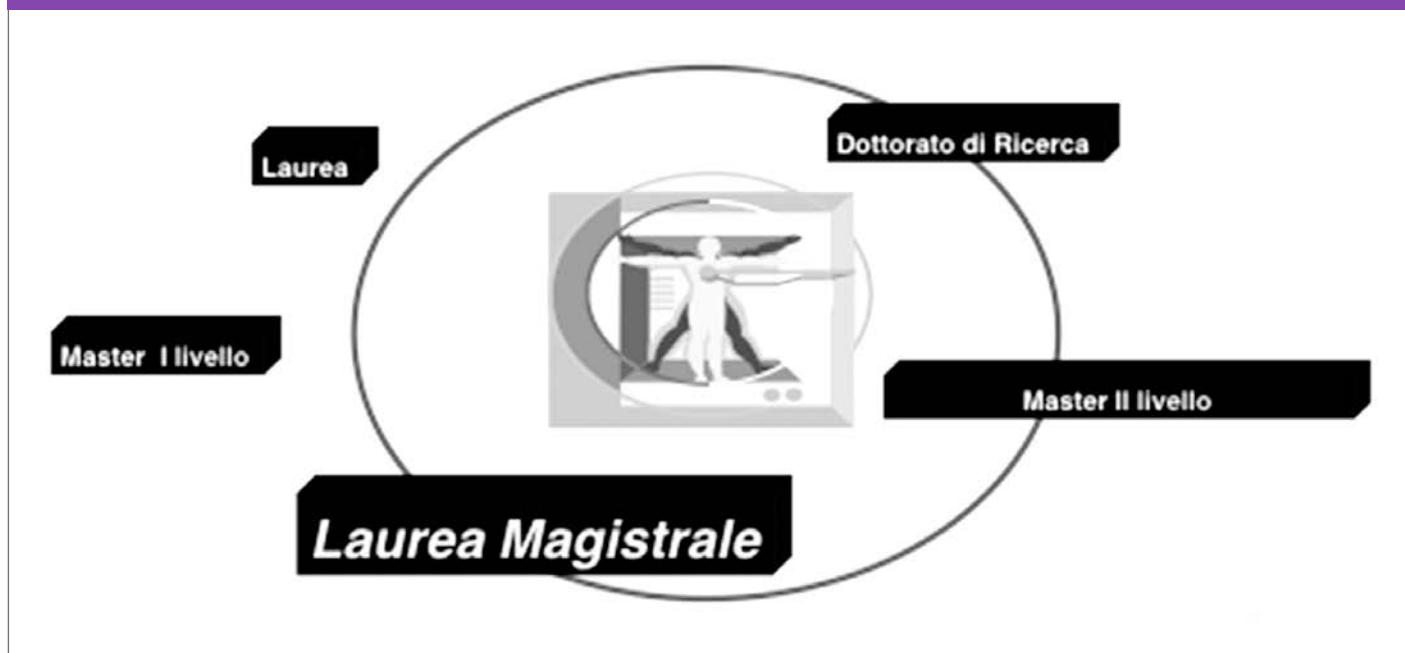 Laurea
Dottorato di Ricerca
Master I livello
Master II livello
Laurea Magistrale